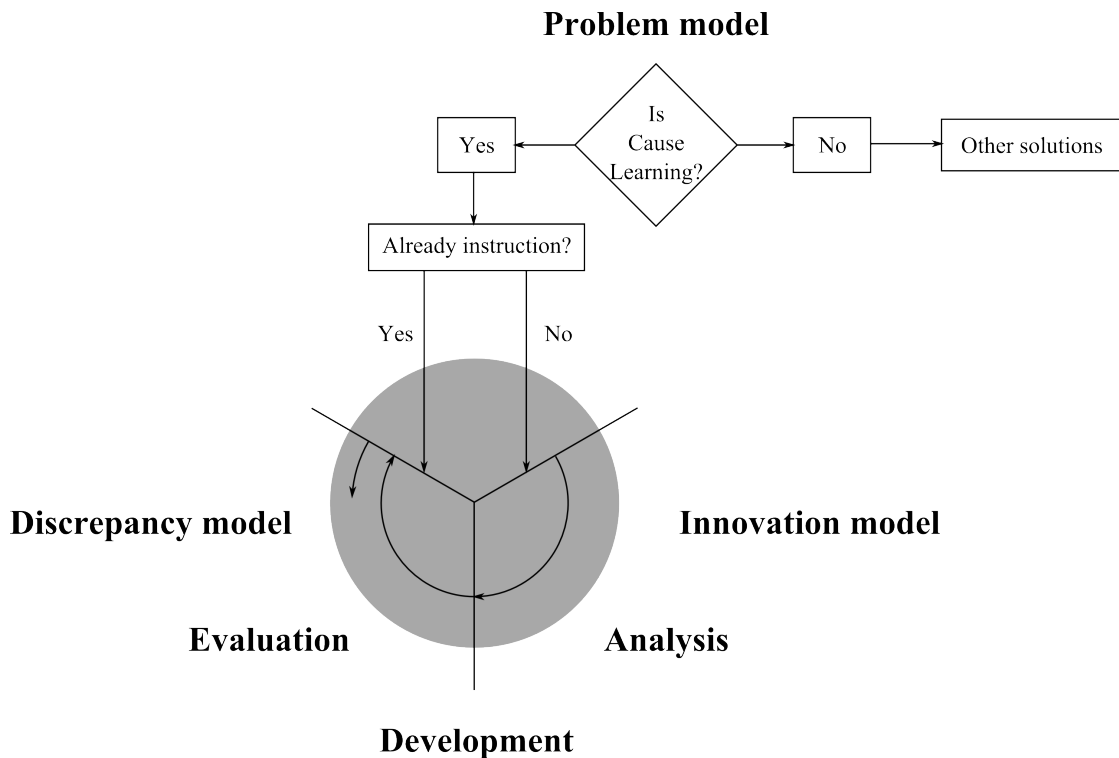 Problem model
Is
Cause
Learning?
Yes
No
Other solutions
Already instruction?
Yes
No
Discrepancy model
Innovation model
Evaluation
Analysis
Development